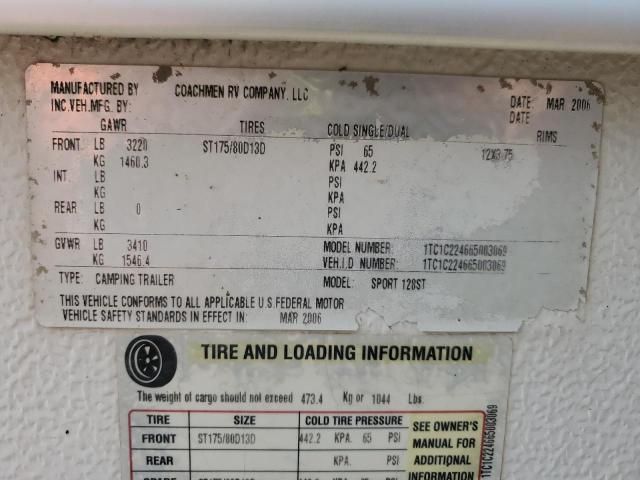 MANUFACTURED BY COACHMEN RV COMPANY, LLC
INC.VEH.MFG. BY: DATE: MAR 2006
DATE
GAWR TIRES COLD SINGLE/DUAL RIMS
FRONT LB 3220 ST175/80D13D PSI 65 12X3.75
KG 1460.3 KPA 442.2
INT LB PSI
KG KPA
REAR LB 0 PSI
KG KPA
GVWR LB 3410 MODEL NUMBER: 1TC1C224665003069
KG 1546.4 VEH.I.D NUMBER: 1TC1C224665003069
TYPE: CAMPING TRAILER MODEL: SPORT 128ST
THIS VEHICLE CONFORMS TO ALL APPLICABLE U.S.FEDERAL MOTOR
VEHICLE SAFETY STANDARDS IN EFFECT IN: MAR 2006
TIRE AND LOADING INFORMATION
The weight of cargo should not exceed 473.4 Kg or 1044 Lbs.
TIRE SIZE COLD TIRE PRESSURE
FRONT ST175/80D13D 442.2 KPA. 65 PSI
REAR KPA. PSI
SEE OWNER'S
MANUAL FOR
ADDITIONAL
INFORMATION
1TC1C224665003069